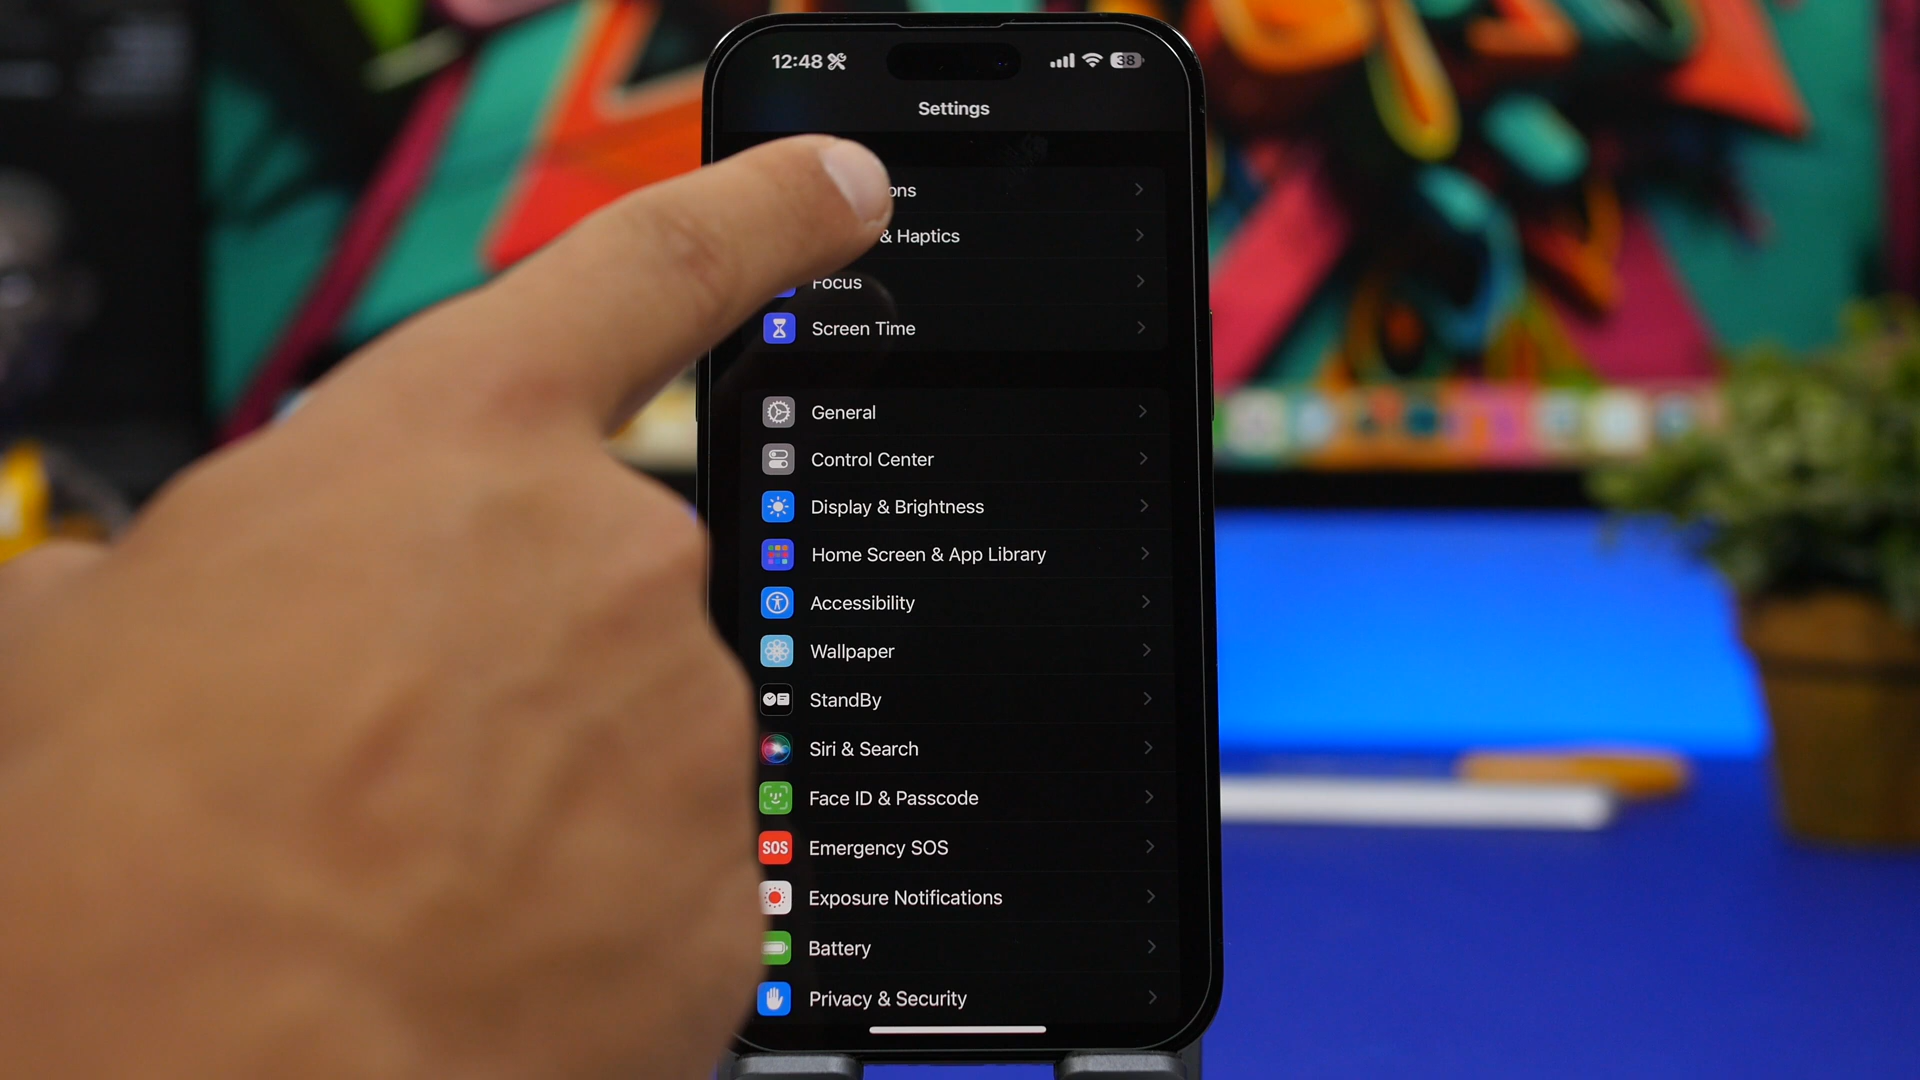 12:48
38
Settings
& Haptics
Focus
Screen Time
General
Control Center
Display & Brightness
Home Screen & App Library
Accessibility
Wallpaper
StandBy
Siri & Search
Face ID & Passcode
SOS Emergency SOS
Exposure Notifications
Battery
Privacy & Security